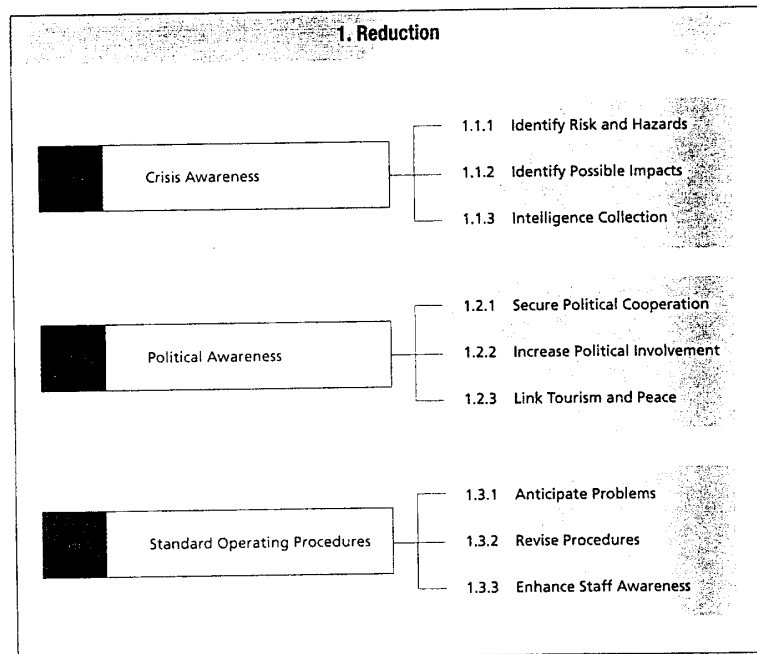 1. Reduction
Crisis Awareness
1.1.1 Identify Risk and Hazards
1.1.2 Identify Possible Impacts
1.1.3 Intelligence Collection
Political Awareness
1.2.1 Secure Political Cooperation
1.2.2 Increase Political Involvement
1.2.3 Link Tourism and Peace
Standard Operating Procedures
1.3.1 Anticipate Problems
1.3.2 Revise Procedures
1.3.3 Enhance Staff Awareness